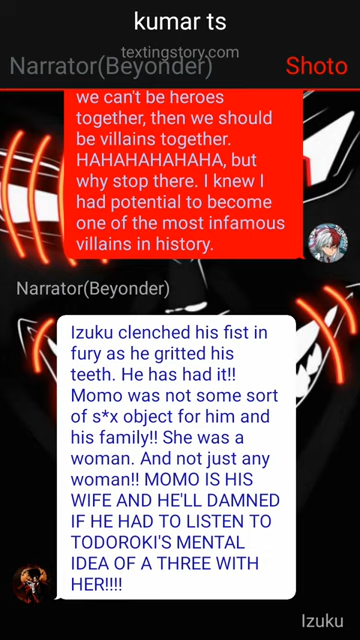 kumar ts
textingstory.com
Narrator(Beyonder)
Shoto
we can't be heroes
together, then we should
be villains together.
HAHAHAHAHAHA, but
why stop there. I knew I
had potential to become
one of the most infamous
villains in history.
Narrator(Beyonder)
Izuku clenched his fist in
fury as he gritted his
teeth. He has had it!!
Momo was not some sort
of s*x object for him and
his family!! She was a
woman. And not just any
woman!! MOMO IS HIS
WIFE AND HE'LL DAMNED
IF HE HAD TO LISTEN TO
TODOROKI'S MENTAL
IDEA OF A THREE WITH
HER!!!!
Izuku